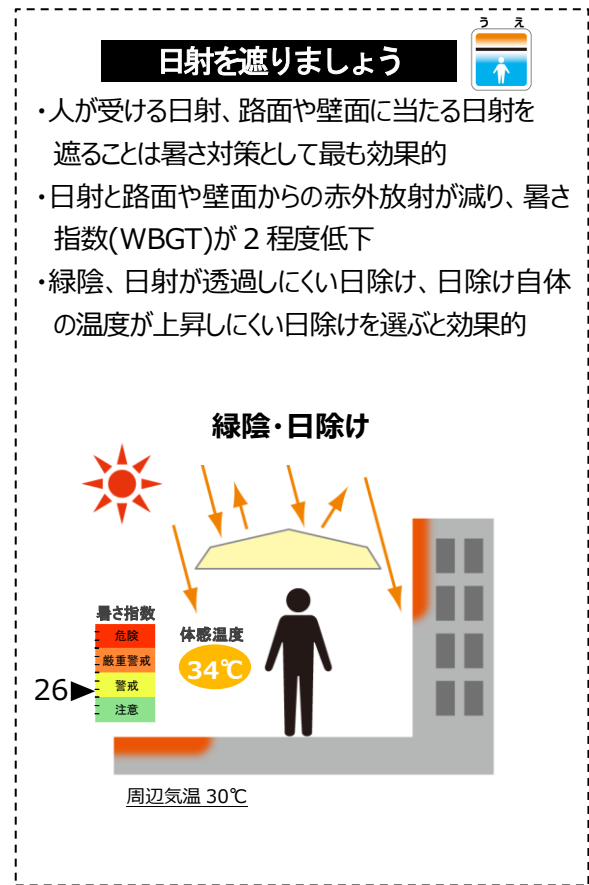 うえ
日射を遮りましょう
・人が受ける日射、路面や壁面に当たる日射を
遮ることは暑さ対策として最も効果的
・日射と路面や壁面からの赤外放射が減り、暑さ
指数(WBGT)が 2 程度低下
・緑陰、日射が透過しにくい日除け、日除け自体
の温度が上昇しにくい日除けを選ぶと効果的
緑陰・日除け
暑さ指数
危険
厳重警戒
警戒
注意
26
体感温度
34℃
周辺気温 30℃